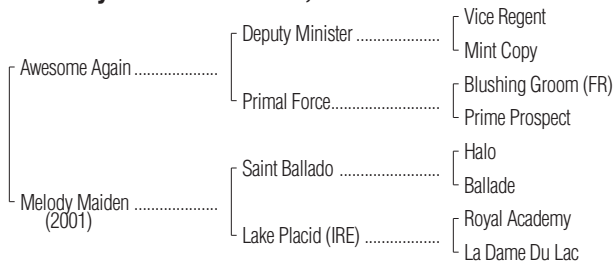 Vice Regent
Deputy Minister ....................
Mint Copy
Awesome Again ....................
Blushing Groom (FR)
Primal Force..........................
Prime Prospect
Halo
Saint Ballado ........................
Ballade
Melody Maiden ....................
(2001)
Royal Academy
Lake Placid (IRE) ..................
La Dame Du Lac